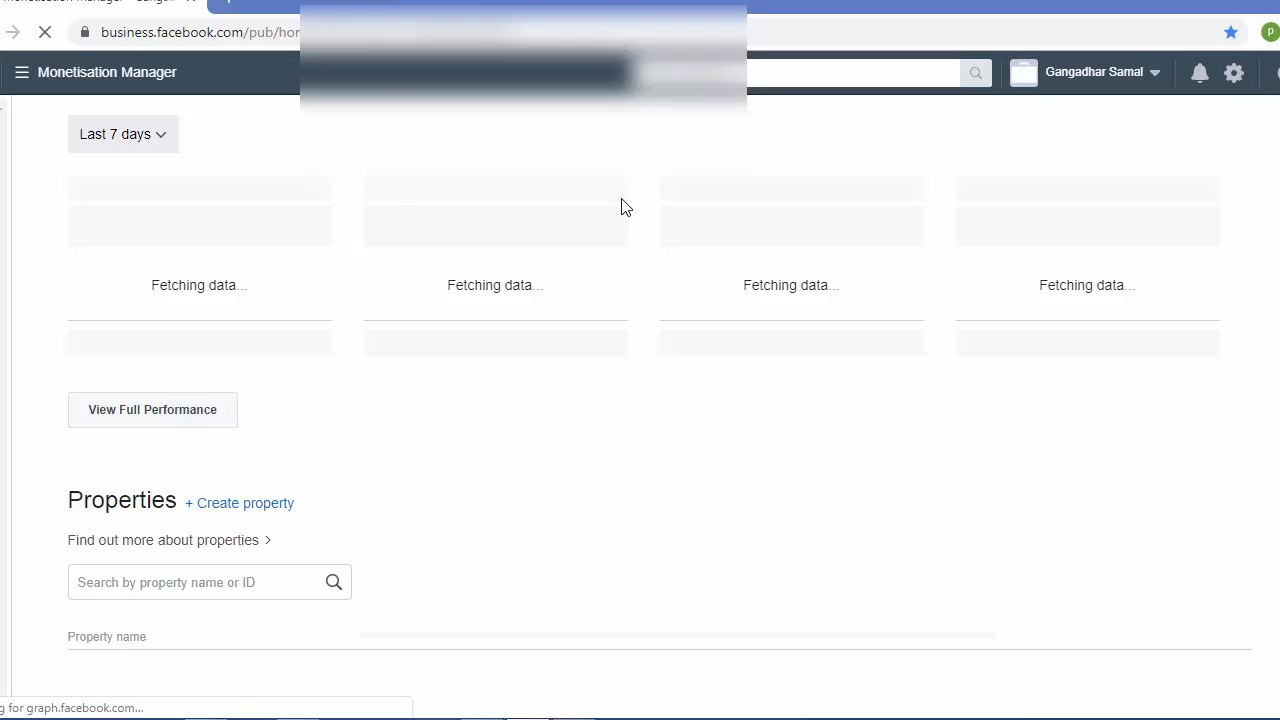 business.facebook.com/pub/hor
Monetisation Manager
Gangadhar Samal
Last 7 days
Fetching data... Fetching data... Fetching data... Fetching data...
View Full Performance
Properties + Create property
Find out more about properties >
Search by property name or ID
Property name
g for graph.facebook.com...